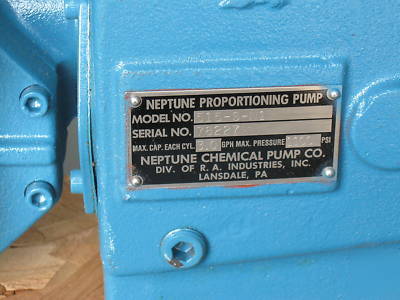 NEPTUNE PROPORTIONING PUMP
MODEL NO.
SERIAL NO. 78227
MAX. CAP. EACH CYL. GPH MAX. PRESSURE PSI
NEPTUNE CHEMICAL PUMP CO.
DIV. OF R. A. INDUSTRIES, INC.
LANSDALE, PA